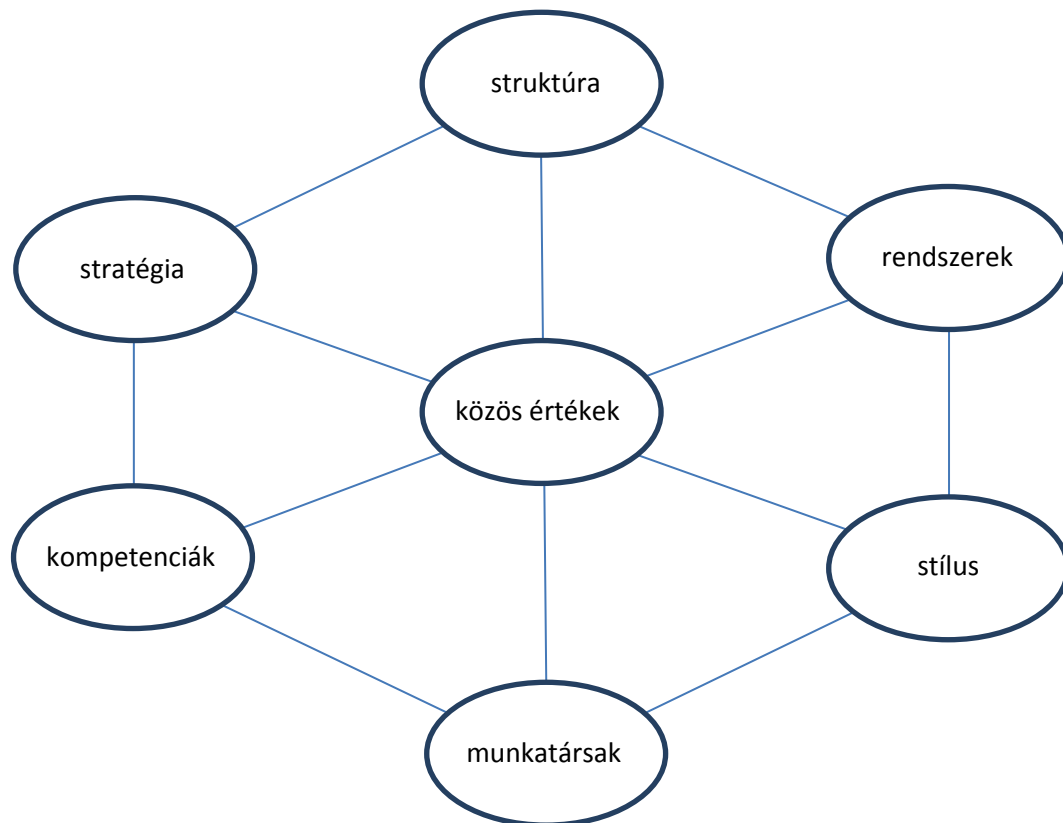 struktúra
stratégia
rendszerek
közös értékek
kompetenciák
stílus
munkatársak